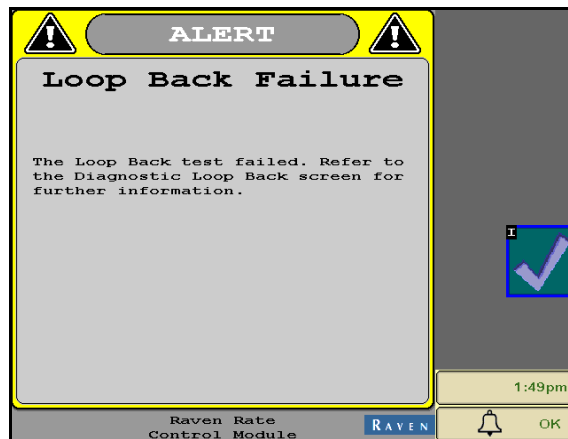 ALERT
Loop Back Failure
The Loop Back test failed. Refer to
the Diagnostic Loop Back screen for
further information.
I
1:49pm
Raven Rate
Control Module
RAVEN
OK